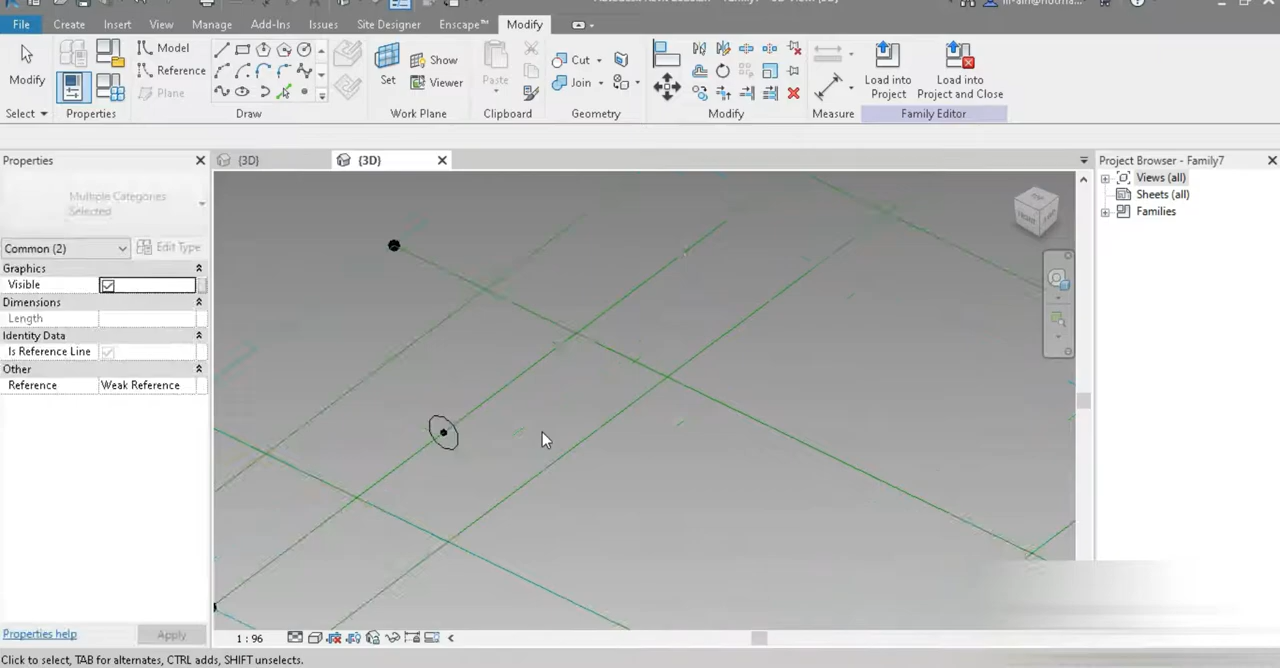 File Create Insert View Manage Add-Ins Issues Site Designer Enscape™ Modify
Modify
Model
Reference
Plane
Set
Show
Viewer
Paste
Cut
Join
Load into
Project
Load into
Project and Close
Select Properties Draw Work Plane Clipboard Geometry Modify Measure Family Editor
Properties
{3D}
{3D}
Project Browser - Family7
Multiple Categories
Selected
Views (all)
Sheets (all)
Families
Common (2) Edit Type
Graphics
Visible
Dimensions
Length
Identity Data
Is Reference Line
Other
Reference Weak Reference
TOP
Properties help
Apply
1 : 96
Click to select, TAB for alternates, CTRL adds, SHIFT unselects.